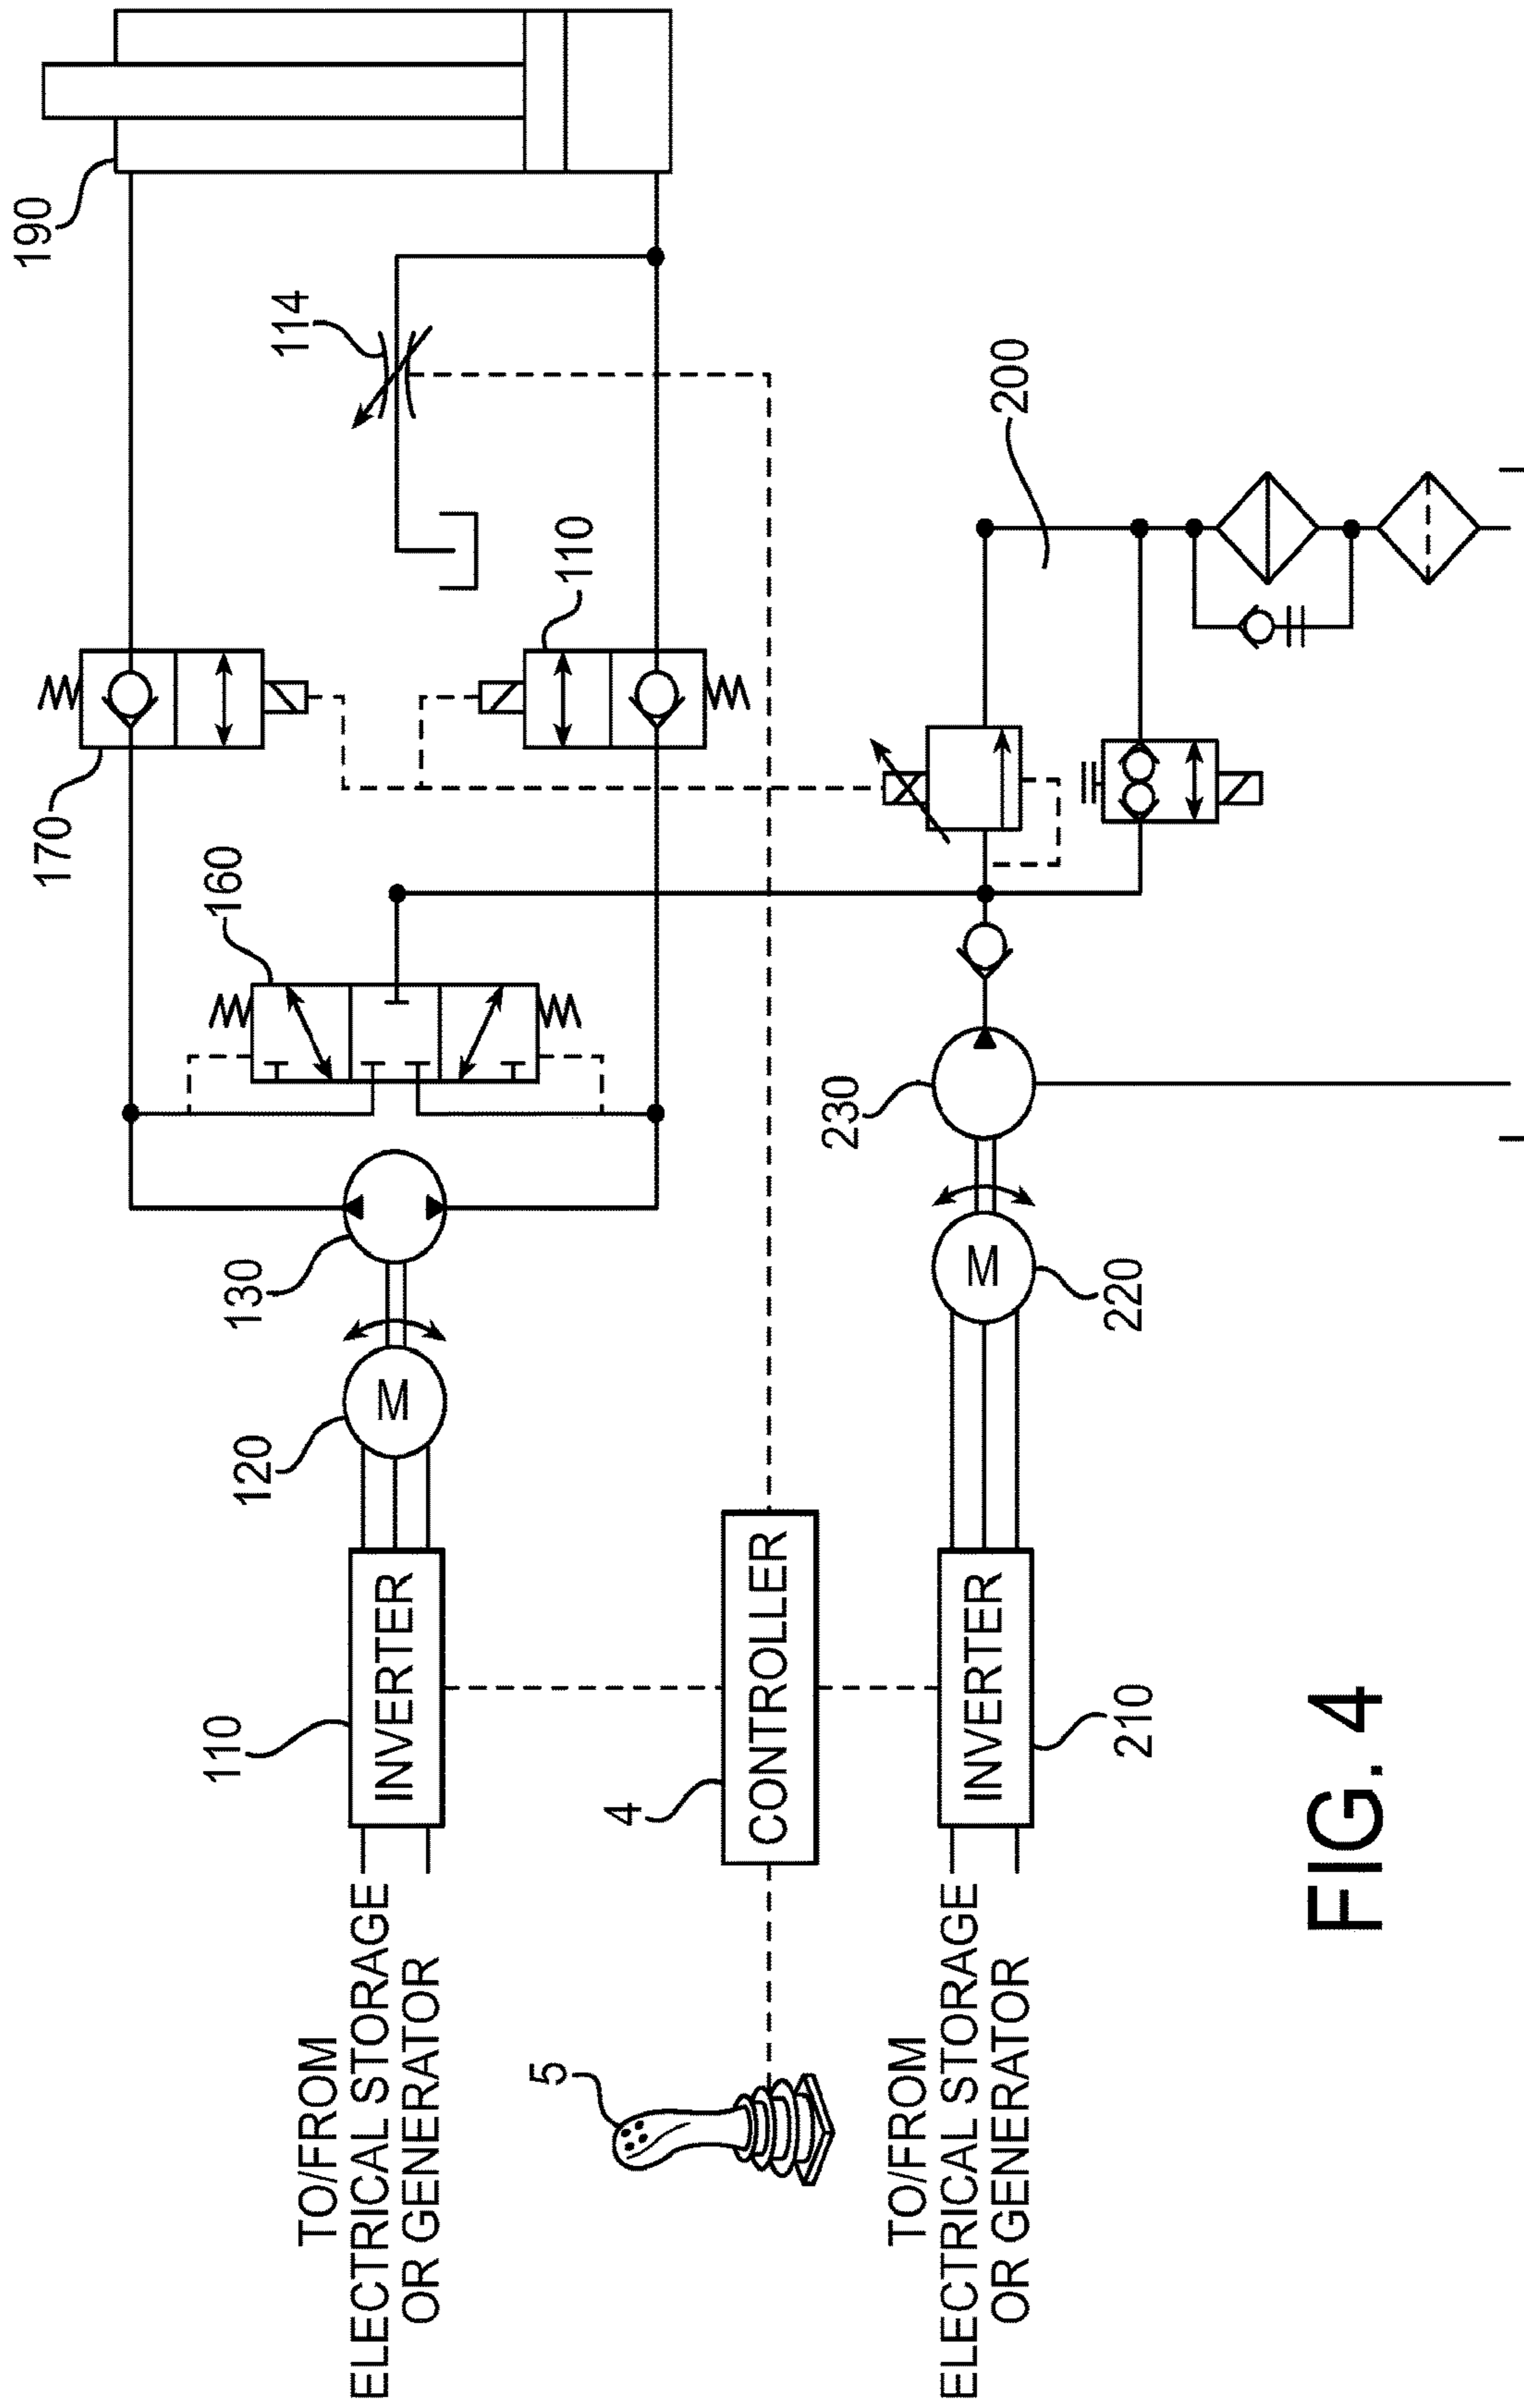 190
114
110
170
160
200
130
120
230
220
110
INVERTER
4
CONTROLLER
INVERTER
210
TO/FROM
ELECTRICAL STORAGE
OR GENERATOR
5
TO/FROM
ELECTRICAL STORAGE
OR GENERATOR
M
M
FIG. 4